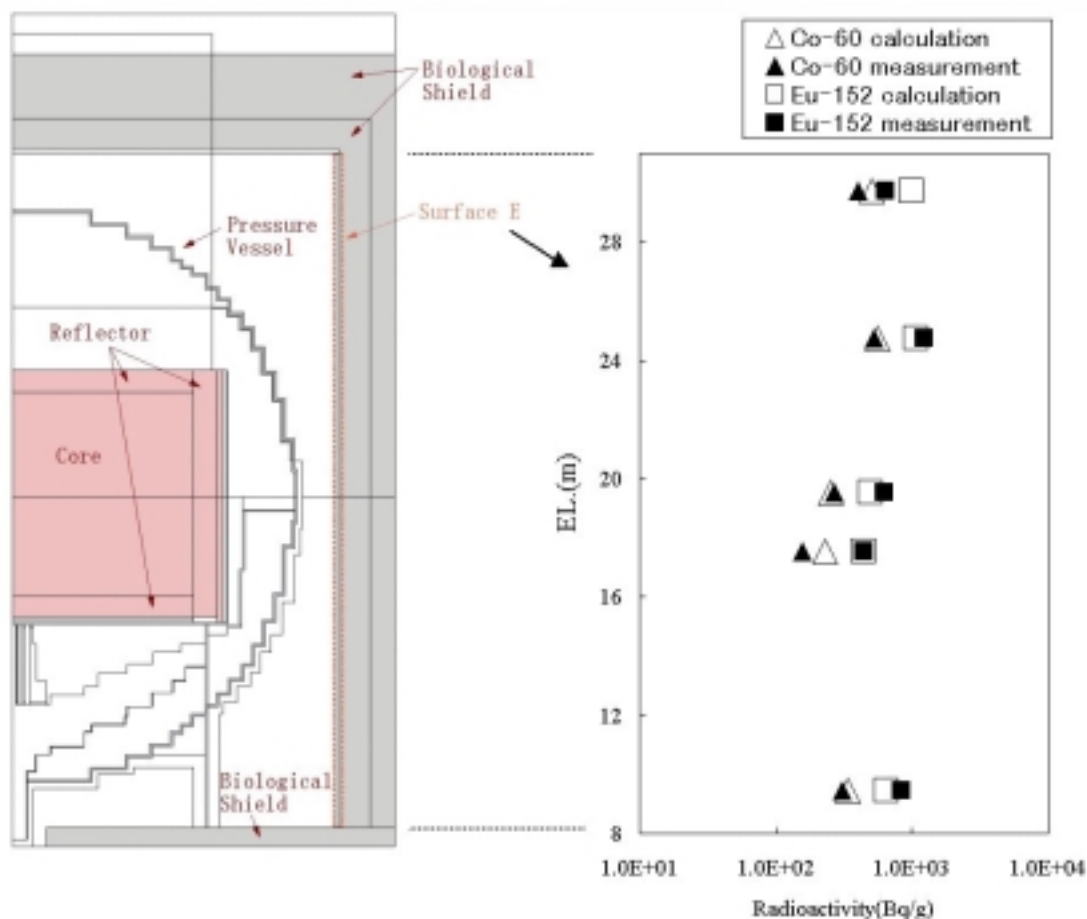 Biological
Shield
Surface E
Pressure
Vessel
Reflector
Core
Biological
Shield
△ Co-60 calculation
▲ Co-60 measurement
□ Eu-152 calculation
■ Eu-152 measurement
28
24
20
16
12
8
EL.(m)
1.0E+01 1.0E+02 1.0E+03 1.0E+04
Radioactivity(Bq/g)